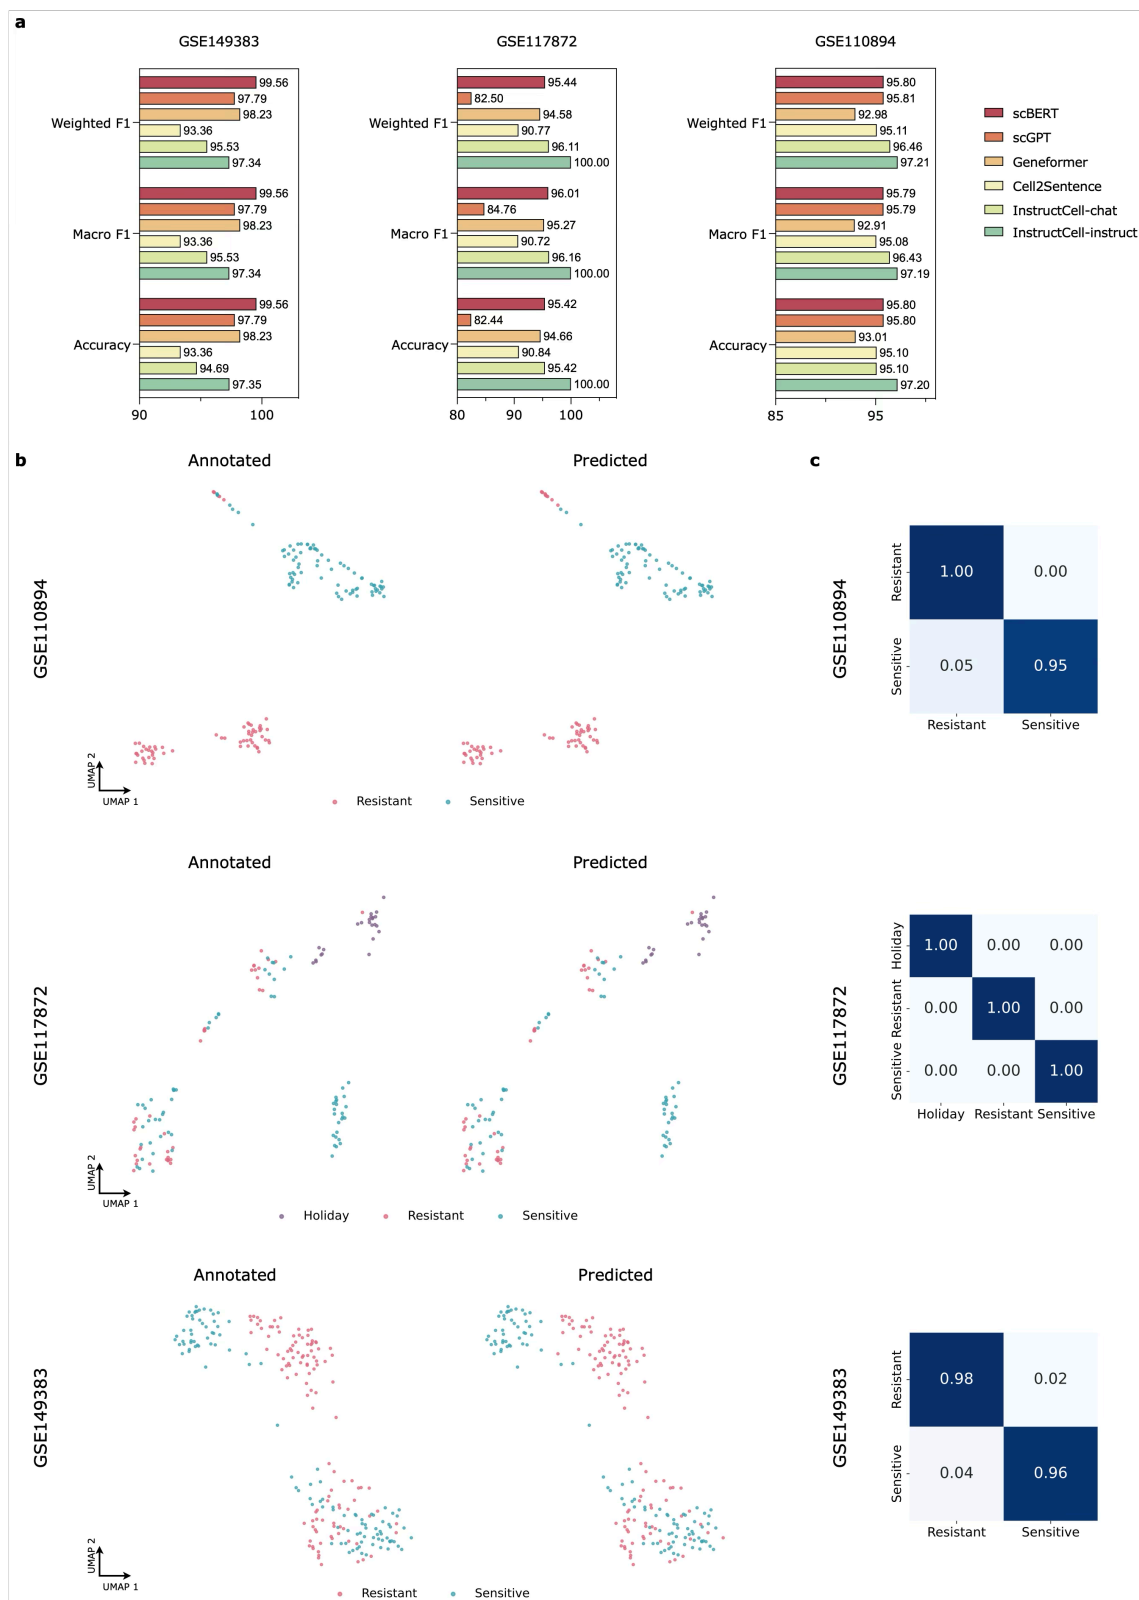 a
GSE149383
GSE117872
GSE110894
Weighted F1
99.56
97.79
98.23
93.36
95.53
97.34
Macro F1
99.56
97.79
98.23
93.36
95.53
97.34
Accuracy
99.56
97.79
98.23
93.36
94.69
97.35
90
100
Weighted F1
95.44
82.50
94.58
90.77
96.11
100.00
Macro F1
96.01
84.76
95.27
90.72
96.16
100.00
Accuracy
95.42
82.44
94.66
90.84
95.42
100.00
80
90
100
Weighted F1
95.80
95.81
92.98
95.11
96.46
97.21
Macro F1
95.79
95.79
92.91
95.08
96.43
97.19
Accuracy
95.80
95.80
93.01
95.10
95.10
97.20
85
95
scBERT
scGPT
Geneformer
Cell2Sentence
InstructCell-chat
InstructCell-instruct
b
Annotated
Predicted
GSE110894
UMAP 2
UMAP 1
Resistant
Sensitive
c
GSE110894
Resistant
1.00 0.00
Sensitive
0.05 0.95
Resistant Sensitive
Annotated
Predicted
GSE117872
UMAP 2
UMAP 1
Holiday
Resistant
Sensitive
GSE117872
Holiday
1.00 0.00 0.00
Resistant
0.00 1.00 0.00
Sensitive
0.00 0.00 1.00
Holiday Resistant Sensitive
Annotated
Predicted
GSE149383
UMAP 2
UMAP 1
Resistant
Sensitive
GSE149383
Resistant
0.98 0.02
Sensitive
0.04 0.96
Resistant Sensitive